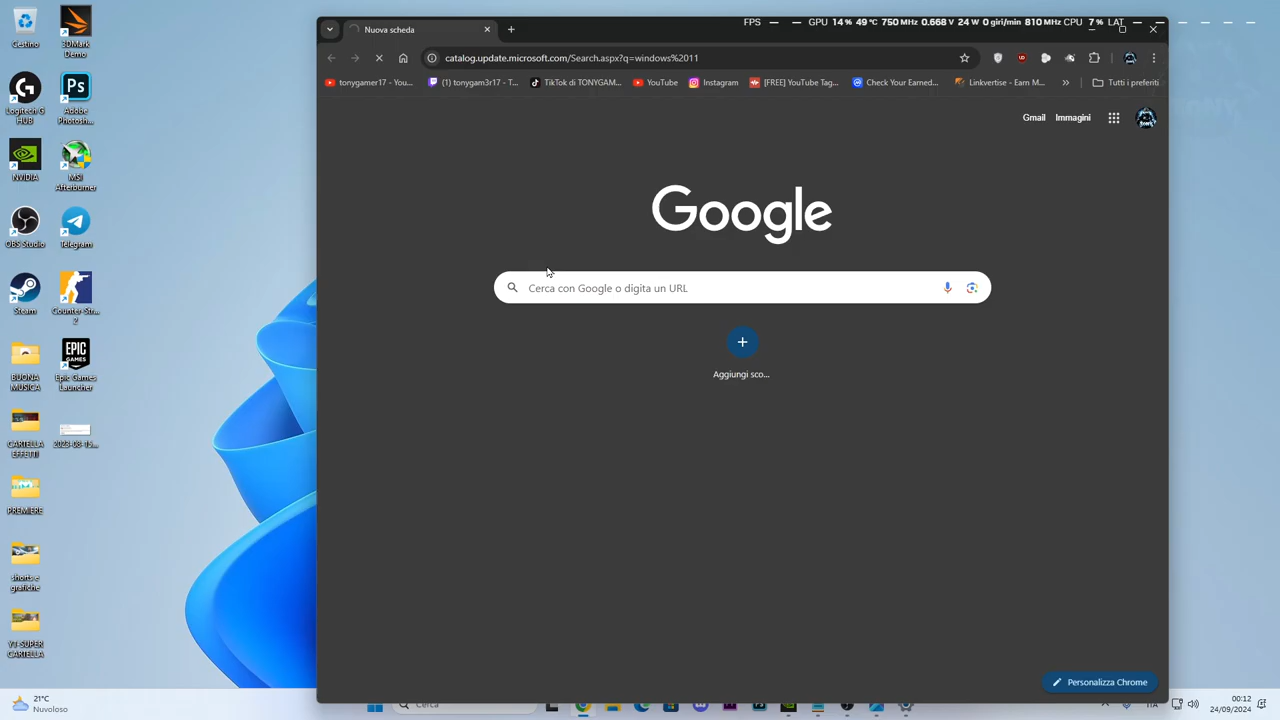 Cestino
3DMark
Demo
Logitech G
HUB
Adobe
Photosh...
NVIDIA
MSI
Afterburner
OBS Studio
Telegram
Steam
Counter-Str...
2
BUONA
MUSICA
Epic Games
Launcher
CARTELLA
EFFETTI
2023-08-15...
PREMIERE
shorts e
grafiche
YT-SUPER
CARTELLA
Nuova scheda
FPS — — GPU 14 % 49 °C 750 MHz 0.668 V 24 W 0 giri/min 810 MHz CPU 7 % LAT — — — —
catalog.update.microsoft.com/Search.aspx?q=windows%2011
tonygamer17 - You... (1) tonygam3r17 - T... TikTok di TONYGAM... YouTube Instagram [FREE] YouTube Tag... Check Your Earned... Linkvertise - Earn M... » Tutti i preferiti
Gmail Immagini
Google
Cerca con Google o digita un URL
Aggiungi sco...
Personalizza Chrome
21°C
Nuvoloso
Cerca
ITA
00:12
24/09/2024